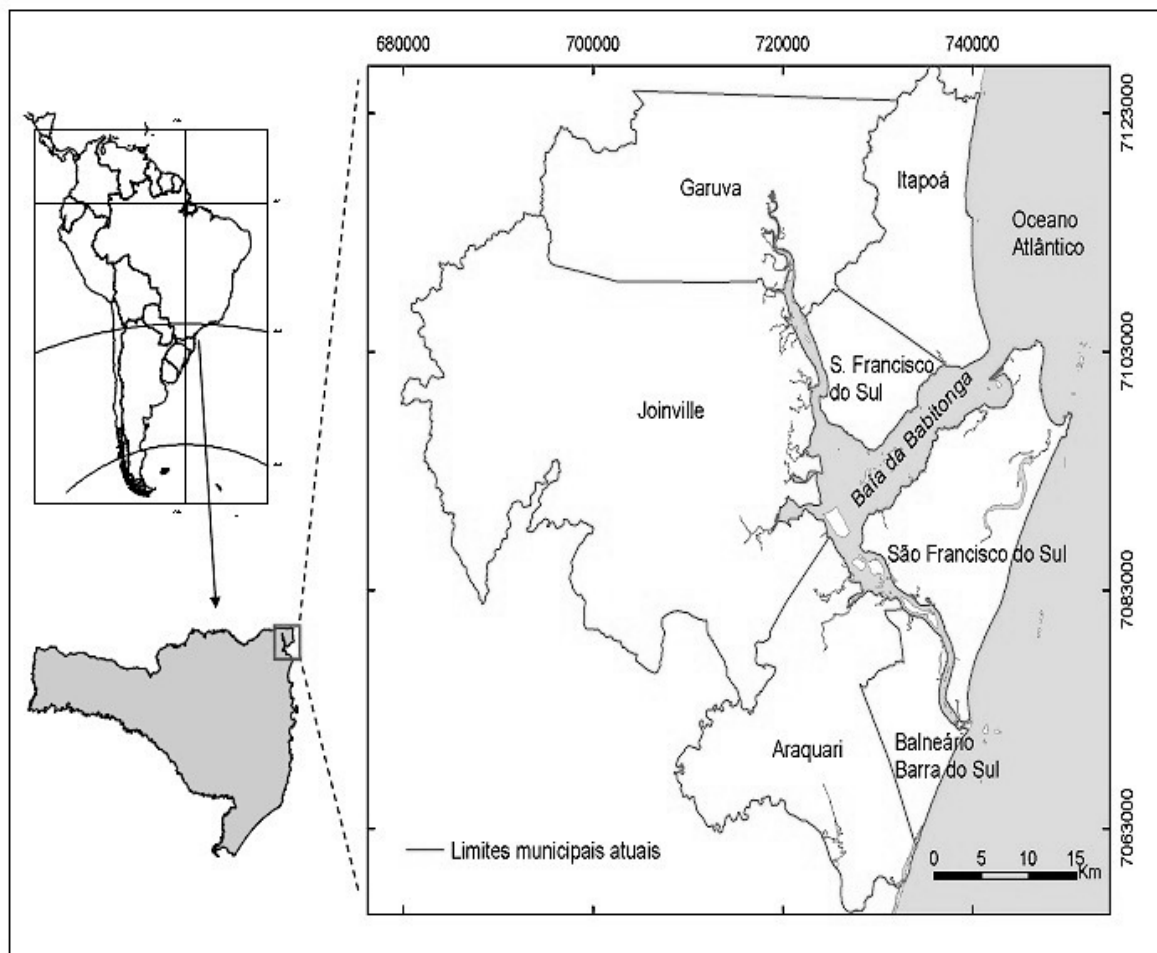 680000 700000 720000 740000
7123000
7103000
7083000
7063000
Garuva
Itapoá
Oceano
Atlântico
S. Francisco
do Sul
Joinville
Baía da Babitonga
São Francisco do Sul
Araquari
Balneário
Barra do Sul
Limites municipais atuais
0 5 10 15
Km